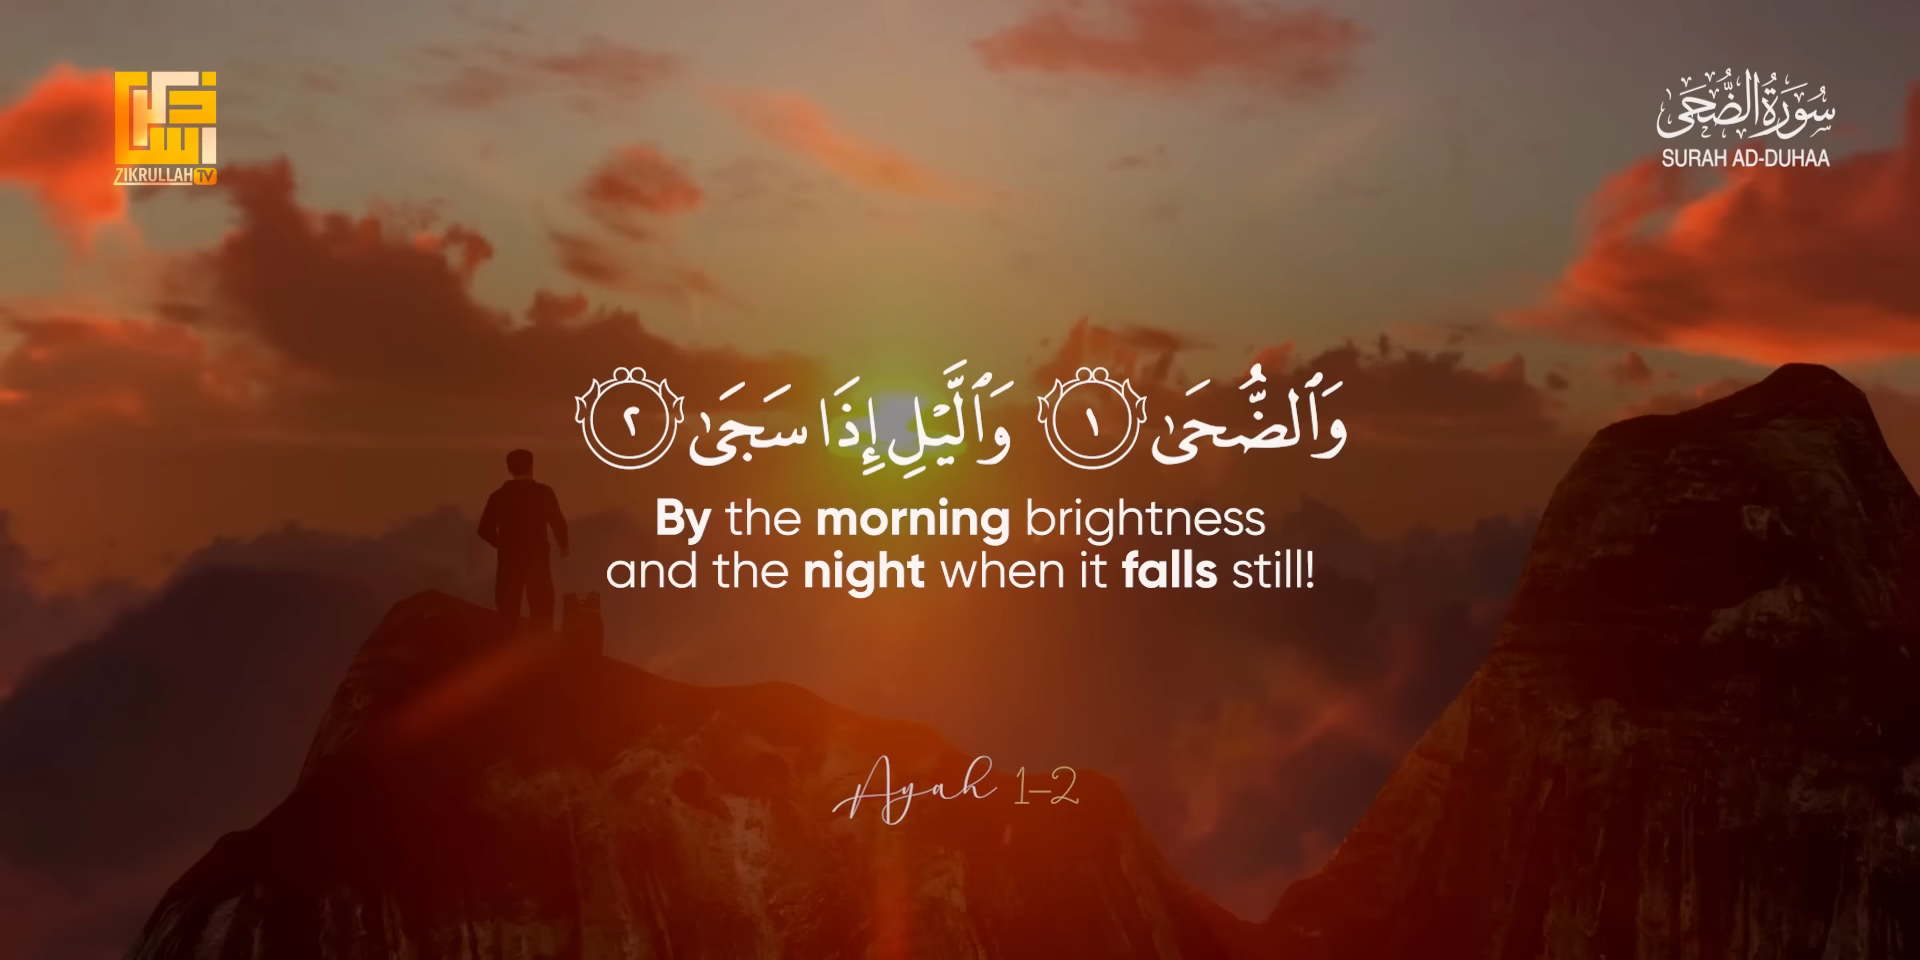 ZIKRULLAH TV
سُورَةُ الضُّحَىٰ
SURAH AD-DUHAA
وَٱلضُّحَىٰ ١ وَٱلَّيْلِ إِذَا سَجَىٰ ٢
By the morning brightness
and the night when it falls still!
Ayah 1–2